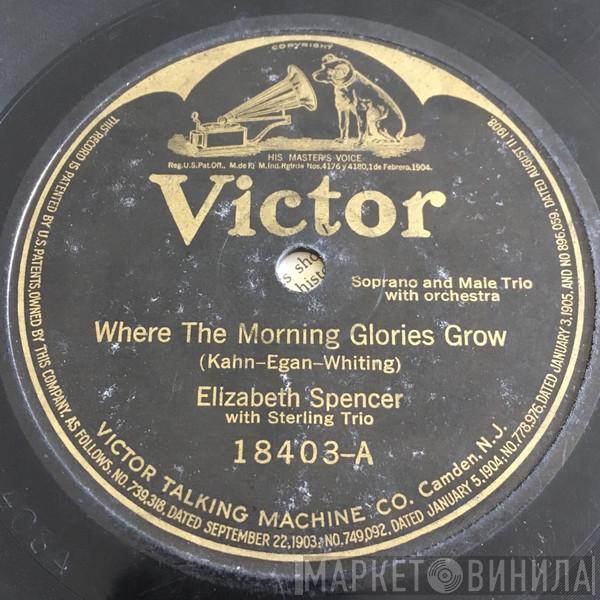 COPYRIGHT
HIS MASTER'S VOICE
Reg.U.S.Pat.Off., M.de F.; M.Ind.Rgtrda Nos.4176 y 4180,1 de Febrero,1904.
Victor
s sho
histo
Soprano and Male Trio
with orchestra
Where The Morning Glories Grow
(Kahn-Egan-Whiting)
Elizabeth Spencer
with Sterling Trio
18403-A
VICTOR TALKING MACHINE CO. Camden, N.J.
THIS RECORD IS PATENTED BY U.S. PATENTS, OWNED BY THIS COMPANY, AS FOLLOWS, NO.739,318, DATED SEPTEMBER 22,1903; NO.749,092, DATED JANUARY 5,1904; NO.778,976, DATED JANUARY 3,1905, AND NO 896,059, DATED AUGUST 11,1908
МАРКЕТ ВИНИЛА